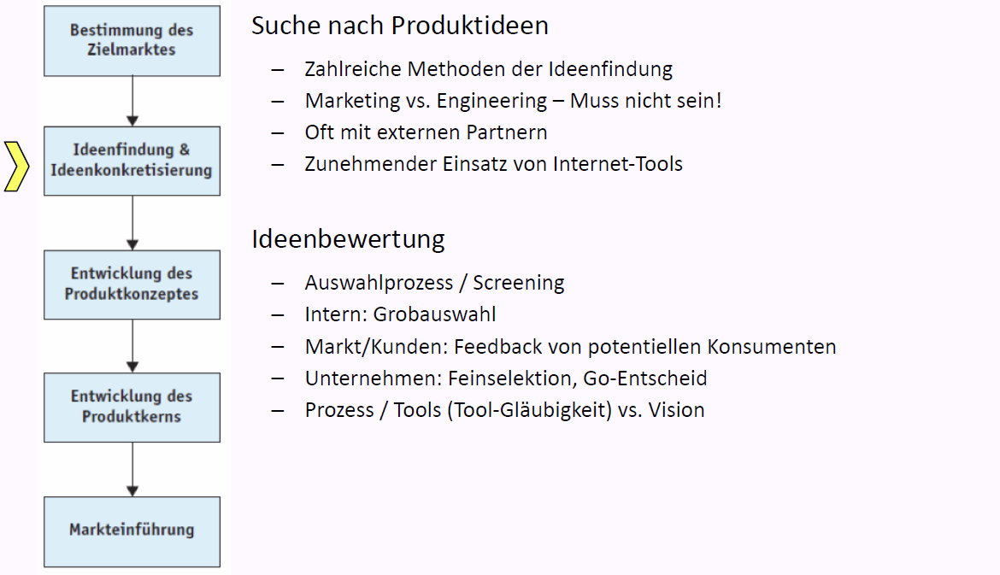 Bestimmung des
Zielmarktes
Ideenfindung &
Ideenkonkretisierung
Entwicklung des
Produktkonzeptes
Entwicklung des
Produktkerns
Markteinführung
Suche nach Produktideen
– Zahlreiche Methoden der Ideenfindung
– Marketing vs. Engineering – Muss nicht sein!
– Oft mit externen Partnern
– Zunehmender Einsatz von Internet-Tools
Ideenbewertung
– Auswahlprozess / Screening
– Intern: Grobauswahl
– Markt/Kunden: Feedback von potentiellen Konsumenten
– Unternehmen: Feinselektion, Go-Entscheid
– Prozess / Tools (Tool-Gläubigkeit) vs. Vision